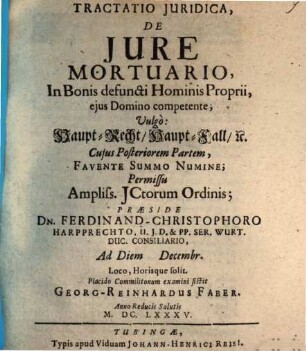 TRACTATIO JURIDICA,
DE
JURE
MORTUARIO,
In Bonis defuncti Hominis Proprii,
ejus Domino competente;
Vulgò:
Haupt-Recht/Haupt-Fall/ &c.
Cujus Posteriorem Partem,
FAVENTE SUMMO NUMINE;
Permissu
Ampliss. JCtorum Ordinis;
PRÆSIDE
DN. FERDINAND-CHRISTOPHORO
HARPPRECHTO, U. J. D. & PP. SER. WURT.
DUC. CONSILIARIO,
Ad Diem Decembr.
Loco, Horisque solit.
Placido Commilitonum examini sistit
GEORG-REINHARDUS FABER.
Anno Reducis Salutis
M. DC. LXXXV.
TUBINGÆ,
Typis apud Viduam JOHANN-HENRICI REISI.